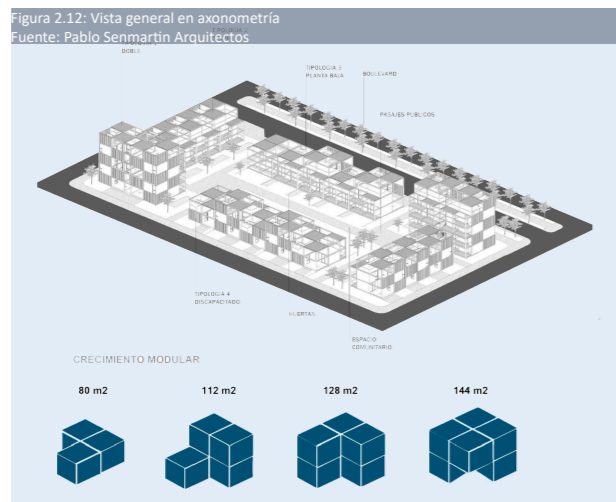 Figura 2.12: Vista general en axonometría
Fuente: Pablo Senmartin Arquitectos
DOBLE
TIPOLOGIA 3
PLANTA BAJA
BOULEVARD
PASAJES PUBLICOS
TIPOLOGIA 4
DISCAPACITADO
HUERTAS
ESPACIO
COMUNITARIO
CRECIMIENTO MODULAR
80 m2
112 m2
128 m2
144 m2